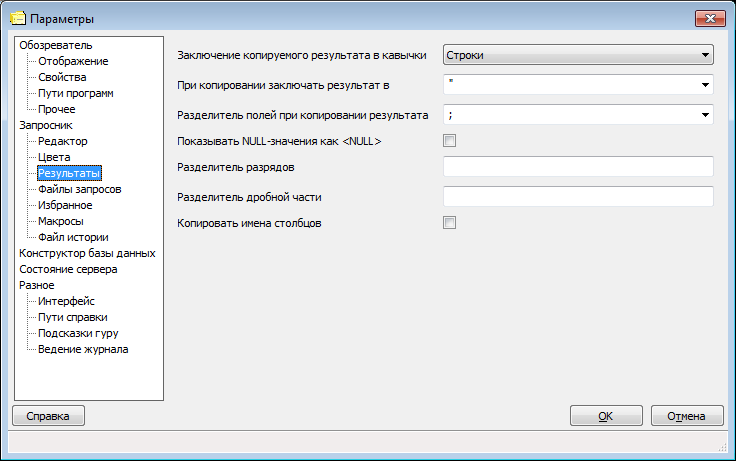 Параметры
Обозреватель
Отображение
Свойства
Пути программ
Прочее
Запросник
Редактор
Цвета
Результаты
Файлы запросов
Избранное
Макросы
Файл истории
Конструктор базы данных
Состояние сервера
Разное
Интерфейс
Пути справки
Подсказки гуру
Ведение журнала
Заключение копируемого результата в кавычки Строки
При копировании заключать результат в "
Разделитель полей при копировании результата ;
Показывать NULL-значения как <NULL>
Разделитель разрядов
Разделитель дробной части
Копировать имена столбцов
Справка OK Отмена